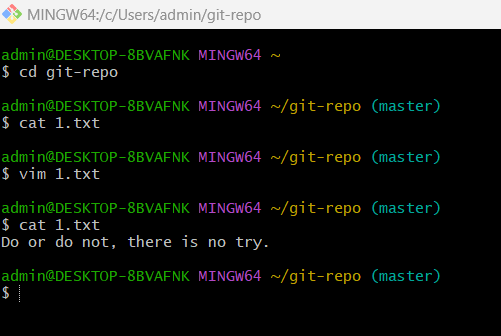 MINGW64:/c/Users/admin/git-repo
admin@DESKTOP-8BVAFNK MINGW64 ~
$ cd git-repo
admin@DESKTOP-8BVAFNK MINGW64 ~/git-repo (master)
$ cat 1.txt
admin@DESKTOP-8BVAFNK MINGW64 ~/git-repo (master)
$ vim 1.txt
admin@DESKTOP-8BVAFNK MINGW64 ~/git-repo (master)
$ cat 1.txt
Do or do not, there is no try.
admin@DESKTOP-8BVAFNK MINGW64 ~/git-repo (master)
$